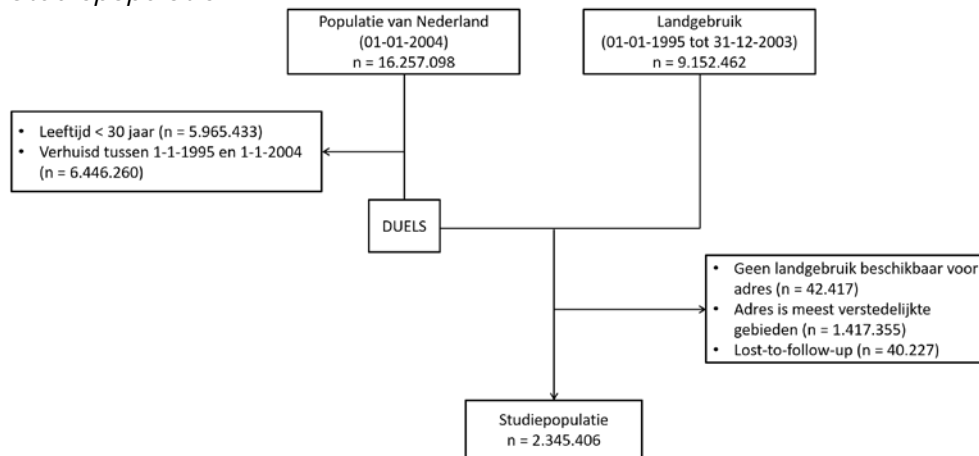 Populatie van Nederland
(01-01-2004)
n = 16.257.098
Landgebruik
(01-01-1995 tot 31-12-2003)
n = 9.152.462
• Leeftijd < 30 jaar (n = 5.965.433)
• Verhuisd tussen 1-1-1995 en 1-1-2004
(n = 6.446.260)
DUELS
• Geen landgebruik beschikbaar voor
adres (n = 42.417)
• Adres is meest verstedelijkte
gebieden (n = 1.417.355)
• Lost-to-follow-up (n = 40.227)
Studiepopulatie
n = 2.345.406